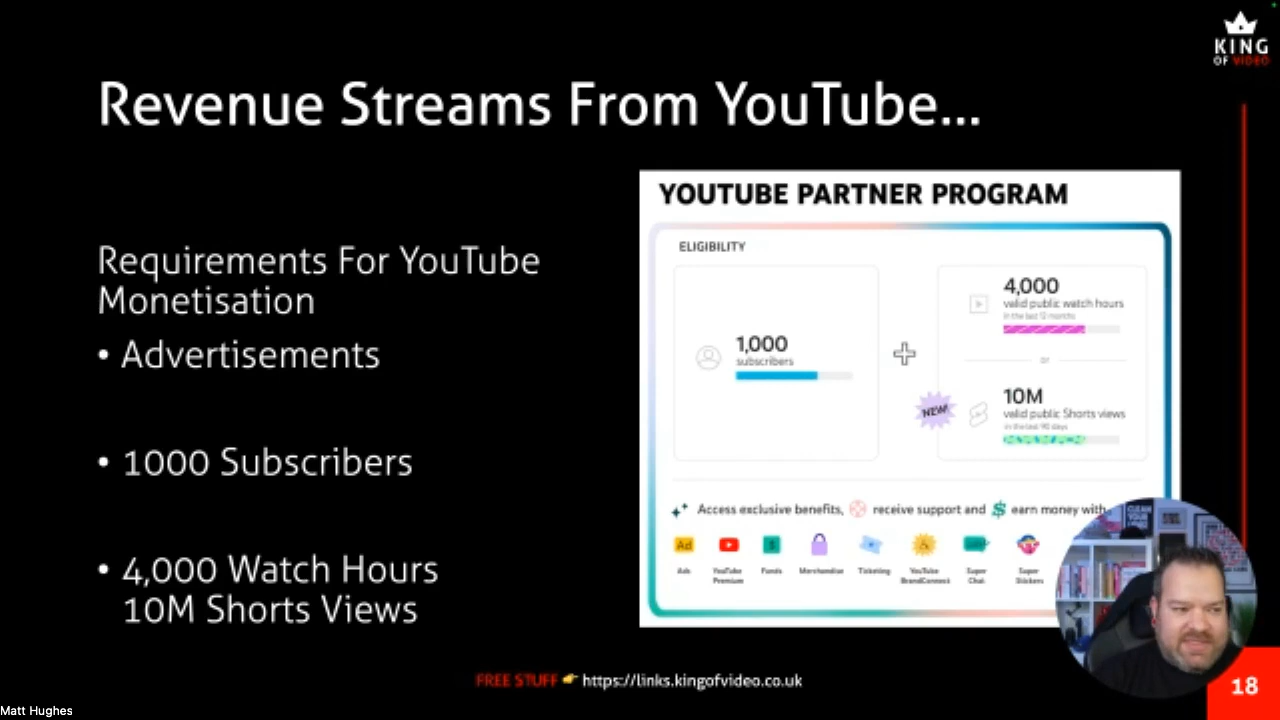 KING
OF VIDEO
Revenue Streams From YouTube...
Requirements For YouTube
Monetisation
• Advertisements
• 1000 Subscribers
• 4,000 Watch Hours
10M Shorts Views
YOUTUBE PARTNER PROGRAM
ELIGIBILITY
1,000
subscribers
4,000
valid public watch hours
in the last 12 months
or
NEW!
10M
valid public Shorts views
in the last 90 days
Access exclusive benefits, receive support and $ earn money with
Ad
$
Ads
YouTube
Premium
Funds
Merchandise
Ticketing
YouTube
BrandConnect
Super
Chat
Super
Stickers
FREE STUFF 👉 https://links.kingofvideo.co.uk
18
Matt Hughes